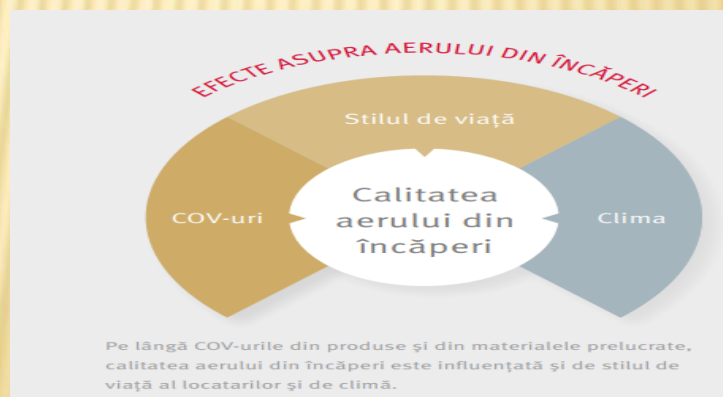 EFECTE ASUPRA AERULUI DIN ÎNCĂPERI
Stilul de viață
COV-uri
Calitatea
aerului din
încăperi
Clima
Pe lângă COV-urile din produse și din materialele prelucrate,
calitatea aerului din încăperi este influențată și de stilul de
viață al locatarilor și de climă.